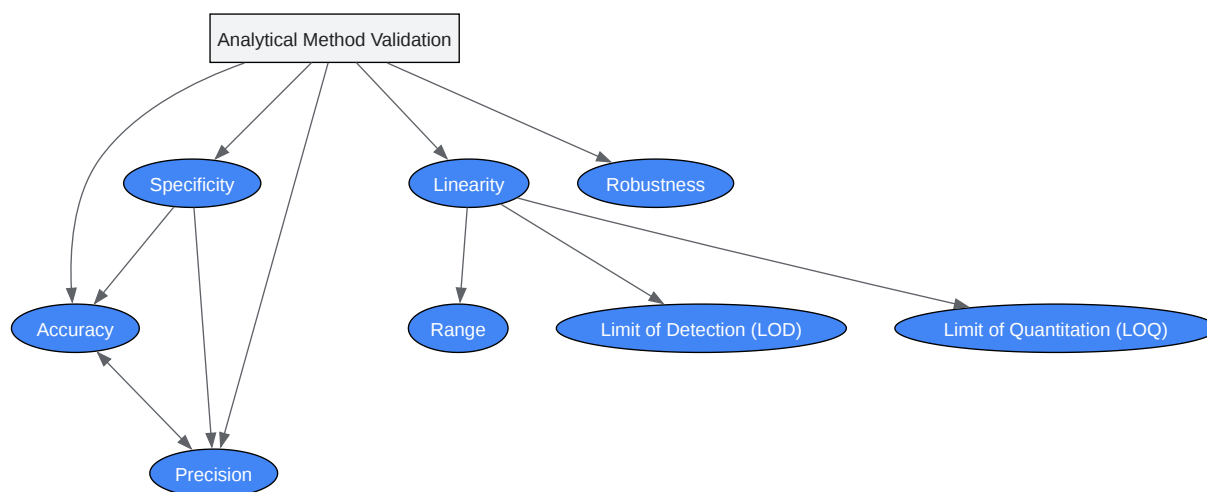 Analytical Method Validation
Specificity
Linearity
Robustness
Accuracy
Range
Limit of Detection (LOD)
Limit of Quantitation (LOQ)
Precision